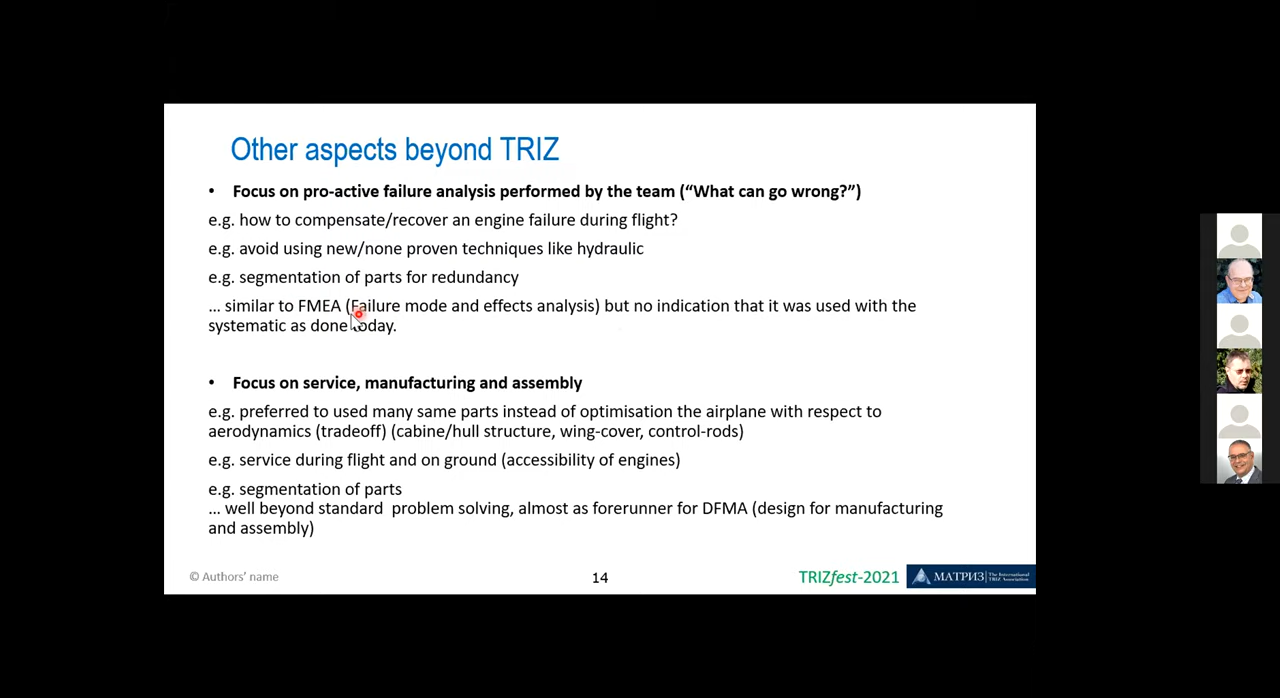 Other aspects beyond TRIZ
• Focus on pro-active failure analysis performed by the team (“What can go wrong?”)
e.g. how to compensate/recover an engine failure during flight?
e.g. avoid using new/none proven techniques like hydraulic
e.g. segmentation of parts for redundancy
... similar to FMEA (Failure mode and effects analysis) but no indication that it was used with the
systematic as done today.
• Focus on service, manufacturing and assembly
e.g. preferred to used many same parts instead of optimisation the airplane with respect to
aerodynamics (tradeoff) (cabine/hull structure, wing-cover, control-rods)
e.g. service during flight and on ground (accessibility of engines)
e.g. segmentation of parts
... well beyond standard problem solving, almost as forerunner for DFMA (design for manufacturing
and assembly)
© Authors’ name
14
TRIZfest-2021
МАТРИЗ
The International
TRIZ Association